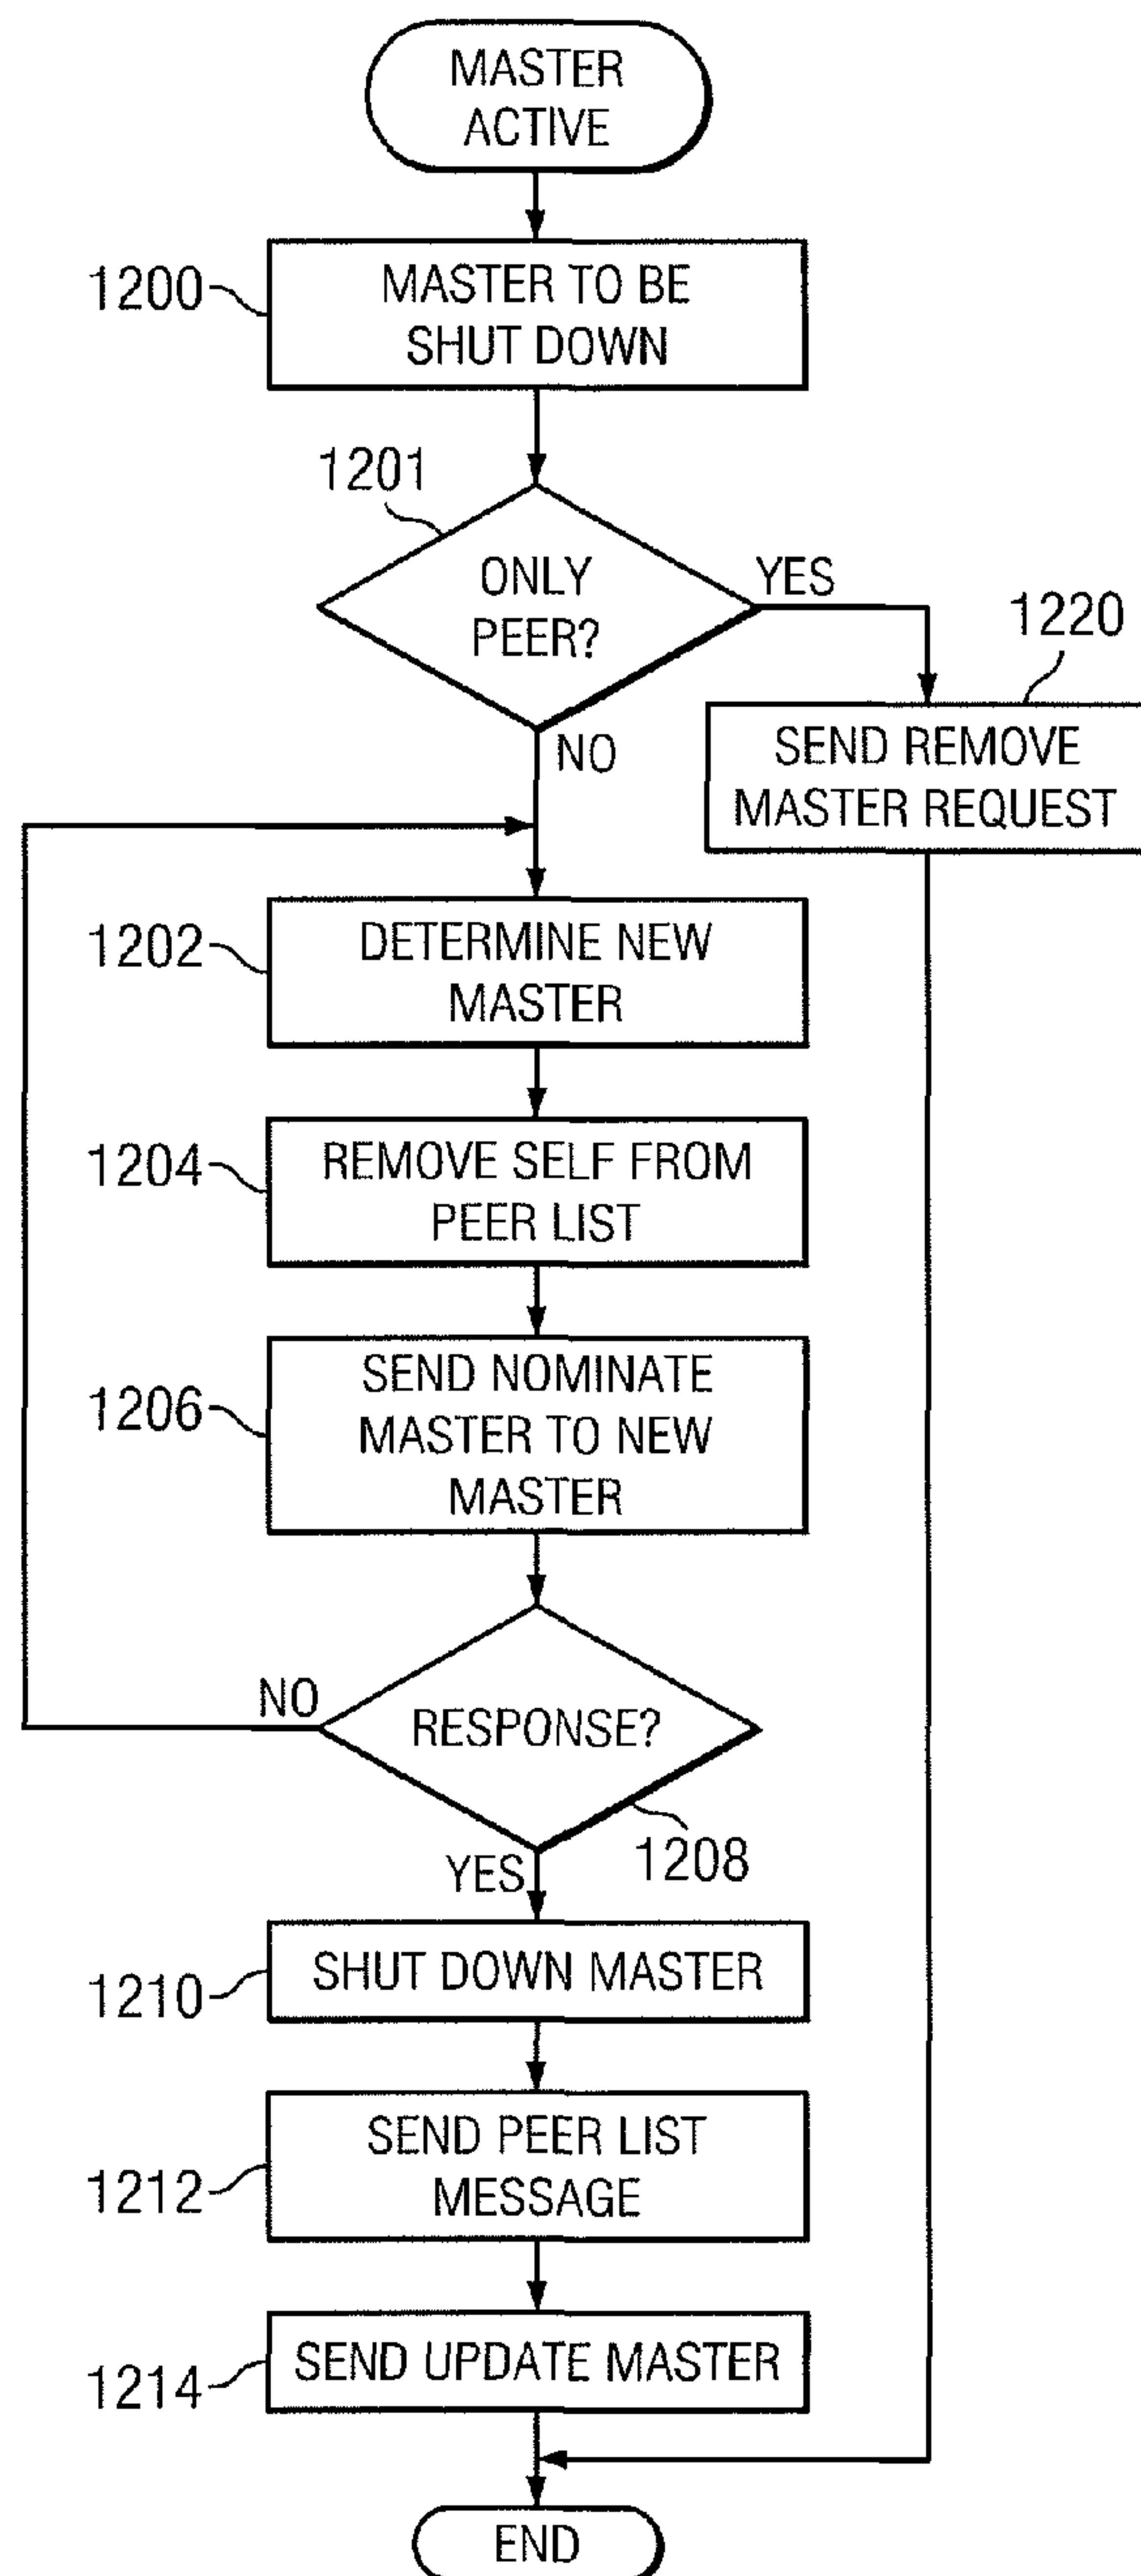 MASTER
ACTIVE
1200
MASTER TO BE
SHUT DOWN
1201
ONLY
PEER?
YES
NO
1220
SEND REMOVE
MASTER REQUEST
1202
DETERMINE NEW
MASTER
1204
REMOVE SELF FROM
PEER LIST
1206
SEND NOMINATE
MASTER TO NEW
MASTER
NO
RESPONSE?
1208
YES
1210
SHUT DOWN MASTER
1212
SEND PEER LIST
MESSAGE
1214
SEND UPDATE MASTER
END